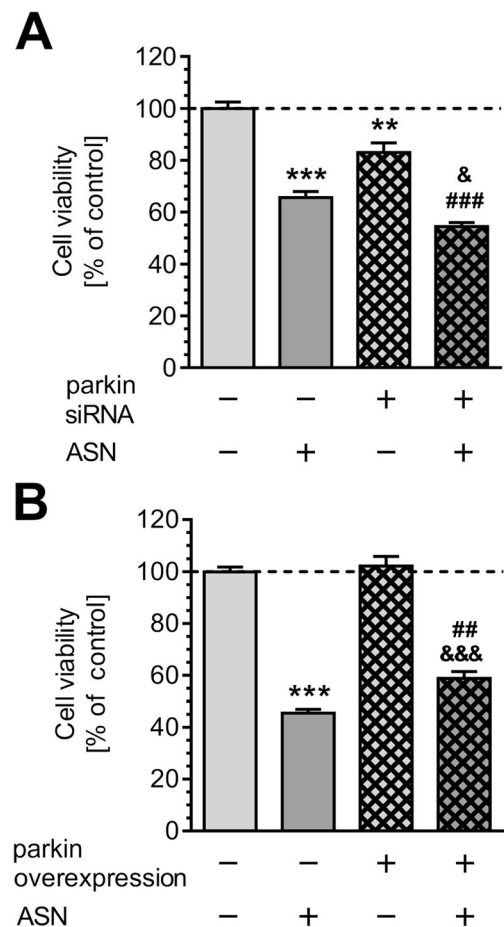 A
120
100
80
60
40
20
0
Cell viability
[% of control]
***
**
&
###
parkin
siRNA
− − + +
ASN
− + − +
B
120
100
80
60
40
20
0
Cell viability
[% of control]
***
##
&&&
parkin
overexpression
− − + +
ASN
− + − +